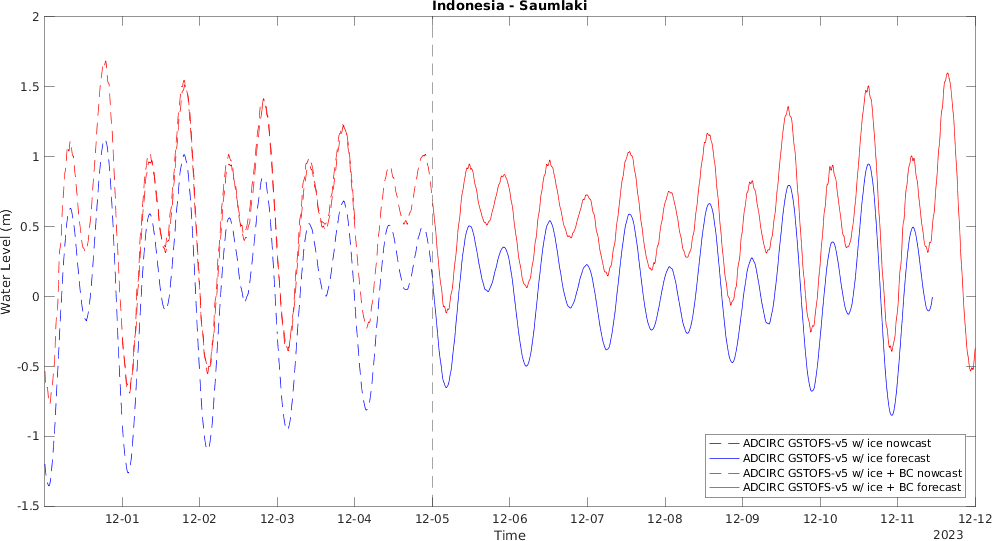 Indonesia - Saumlaki
Water Level (m)
2
1.5
1
0.5
0
-0.5
-1
-1.5
ADCIRC GSTOFS-v5 w/ ice nowcast
ADCIRC GSTOFS-v5 w/ ice forecast
ADCIRC GSTOFS-v5 w/ ice + BC nowcast
ADCIRC GSTOFS-v5 w/ ice + BC forecast
12-01 12-02 12-03 12-04 12-05 12-06 12-07 12-08 12-09 12-10 12-11 12-12
Time
2023